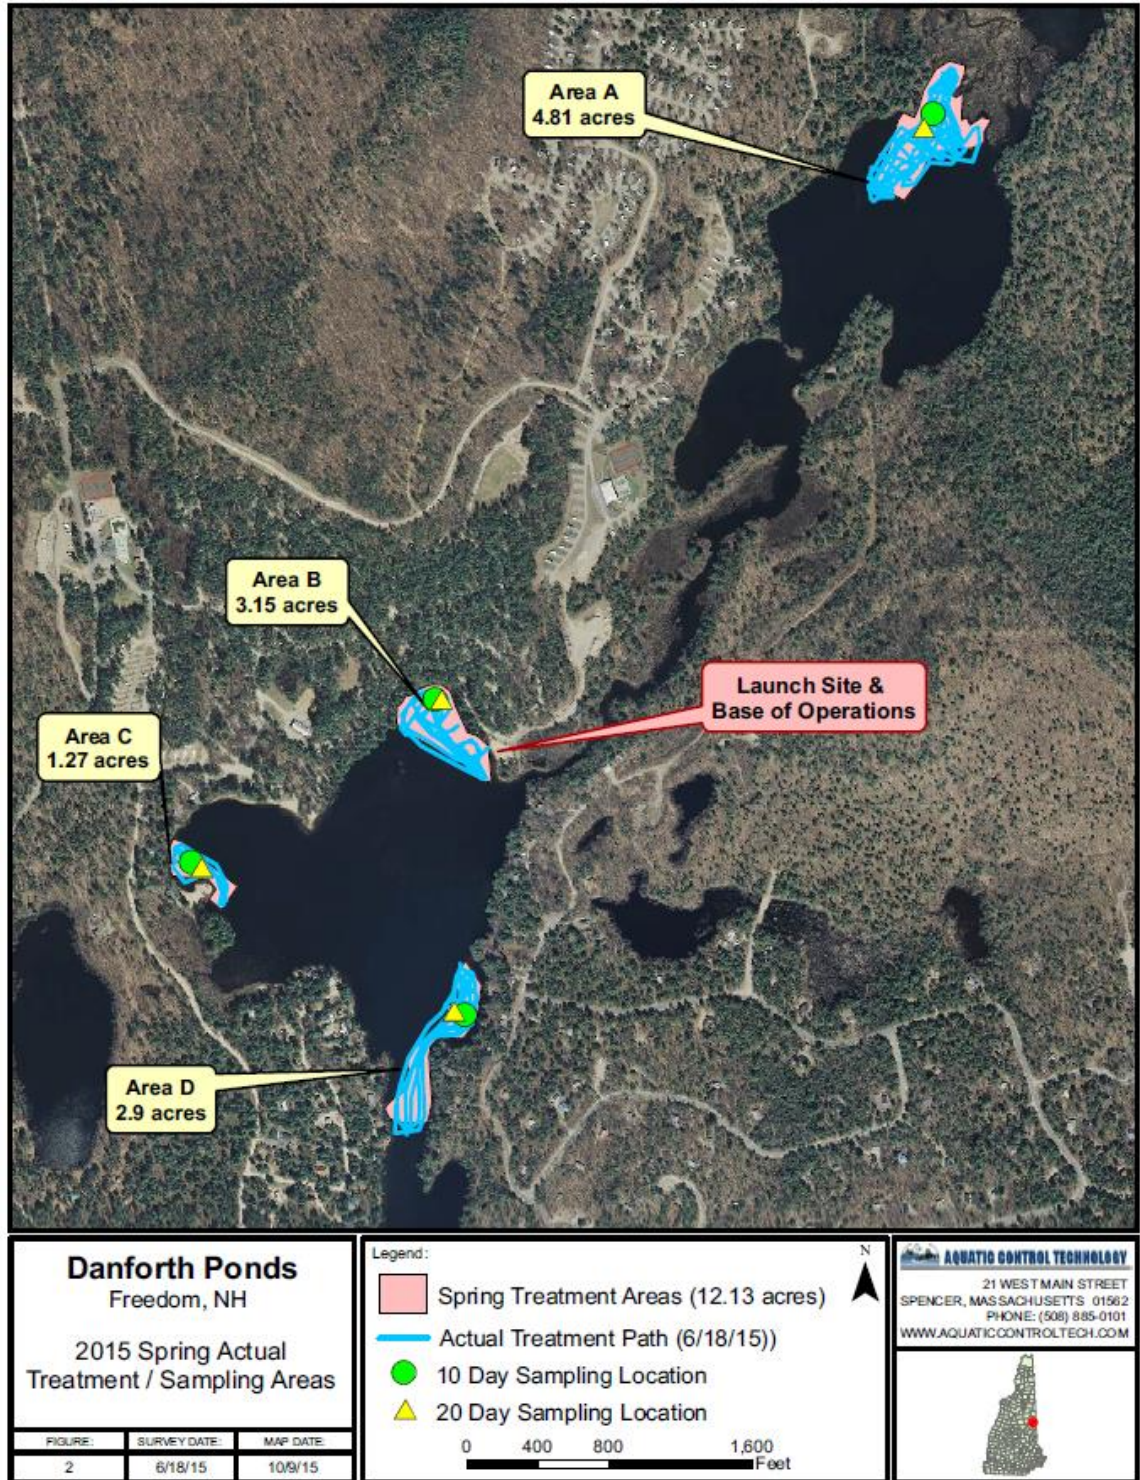 Area A
4.81 acres
Area B
3.15 acres
Launch Site &
Base of Operations
Area C
1.27 acres
Area D
2.9 acres
Danforth Ponds
Freedom, NH
2015 Spring Actual
Treatment / Sampling Areas
FIGURE: SURVEY DATE: MAP DATE:
2 6/18/15 10/9/15
Legend:
Spring Treatment Areas (12.13 acres)
Actual Treatment Path (6/18/15))
10 Day Sampling Location
20 Day Sampling Location
0 400 800 1,600
Feet
N
AQUATIC CONTROL TECHNOLOGY
21 WEST MAIN STREET
SPENCER, MASSACHUSETTS 01562
PHONE: (508) 885-0101
WWW.AQUATICCONTROLTECH.COM